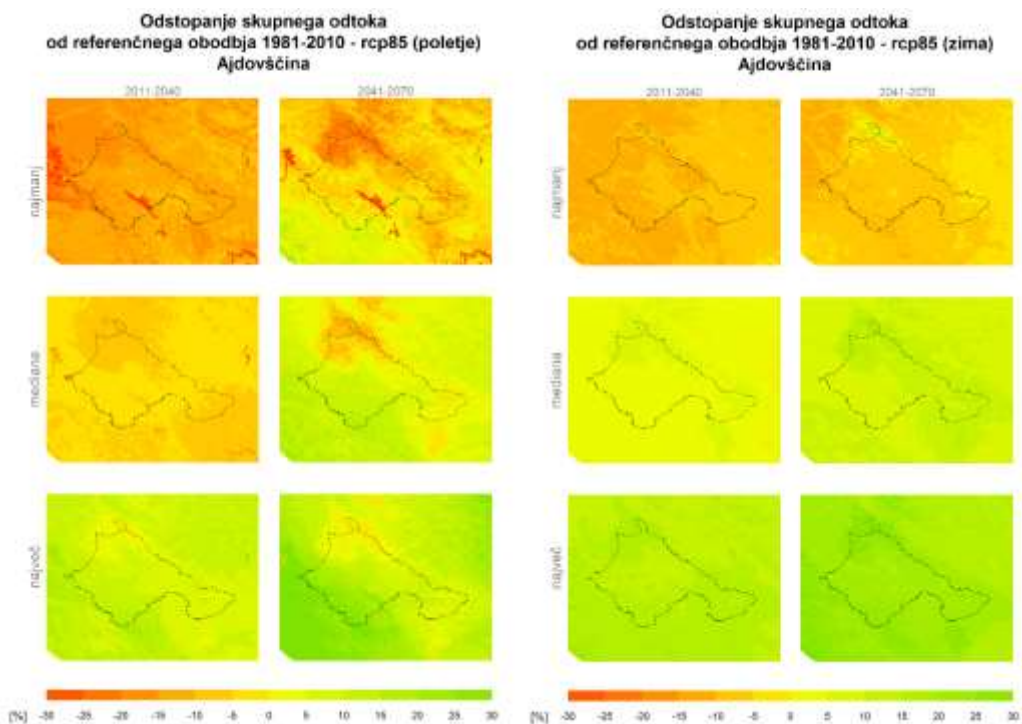 Odstopanje skupnega odtoka
od referenčnega obodbja 1981-2010 - rcp85 (poletje)
Ajdovščina
2011-2040 2041-2070
najmanj
mediana
največ
[%] -30 -25 -20 -15 -10 -5 0 5 10 15 20 25 30
Odstopanje skupnega odtoka
od referenčnega obodbja 1981-2010 - rcp85 (zima)
Ajdovščina
2011-2040 2041-2070
najmanj
mediana
največ
[%] -30 -25 -20 -15 -10 -5 0 5 10 15 20 25 30